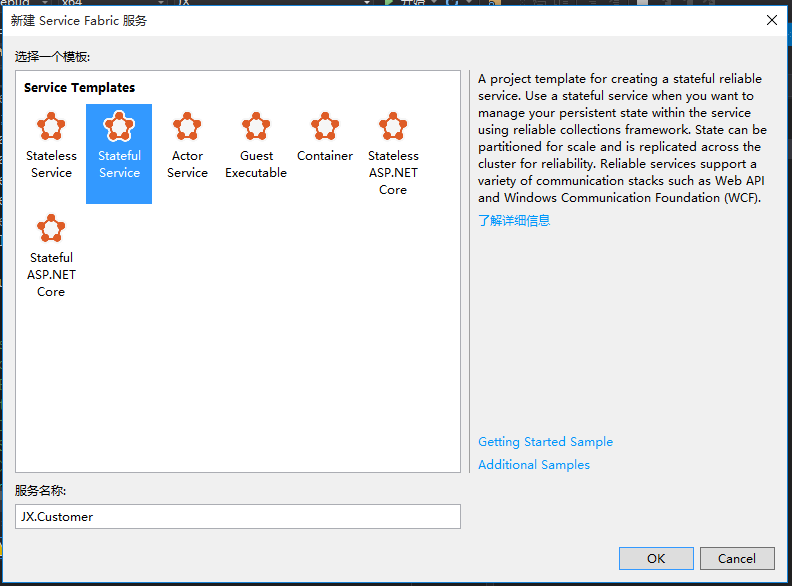 新建 Service Fabric 服务
选择一个模板:
Service Templates
Stateless
Service
Stateful
Service
Actor
Service
Guest
Executable
Container
Stateless
ASP.NET
Core
Stateful
ASP.NET
Core
A project template for creating a stateful reliable
service. Use a stateful service when you want to
manage your persistent state within the service
using reliable collections framework. State can be
partitioned for scale and is replicated across the
cluster for reliability. Reliable services support a
variety of communication stacks such as Web API
and Windows Communication Foundation (WCF).
了解详细信息
Getting Started Sample
Additional Samples
服务名称:
JX.Customer
OK
Cancel